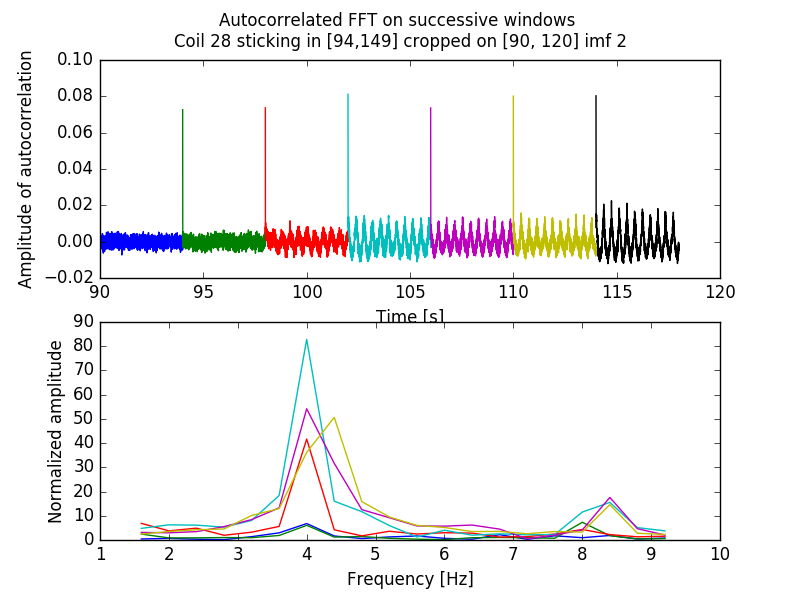 Autocorrelated FFT on successive windows
Coil 28 sticking in [94,149] cropped on [90, 120] imf 2
Amplitude of autocorrelation
0.10
0.08
0.06
0.04
0.02
0.00
−0.02
90 95 100 105 110 115 120
Time [s]
Normalized amplitude
90
80
70
60
50
40
30
20
10
0
1 2 3 4 5 6 7 8 9 10
Frequency [Hz]